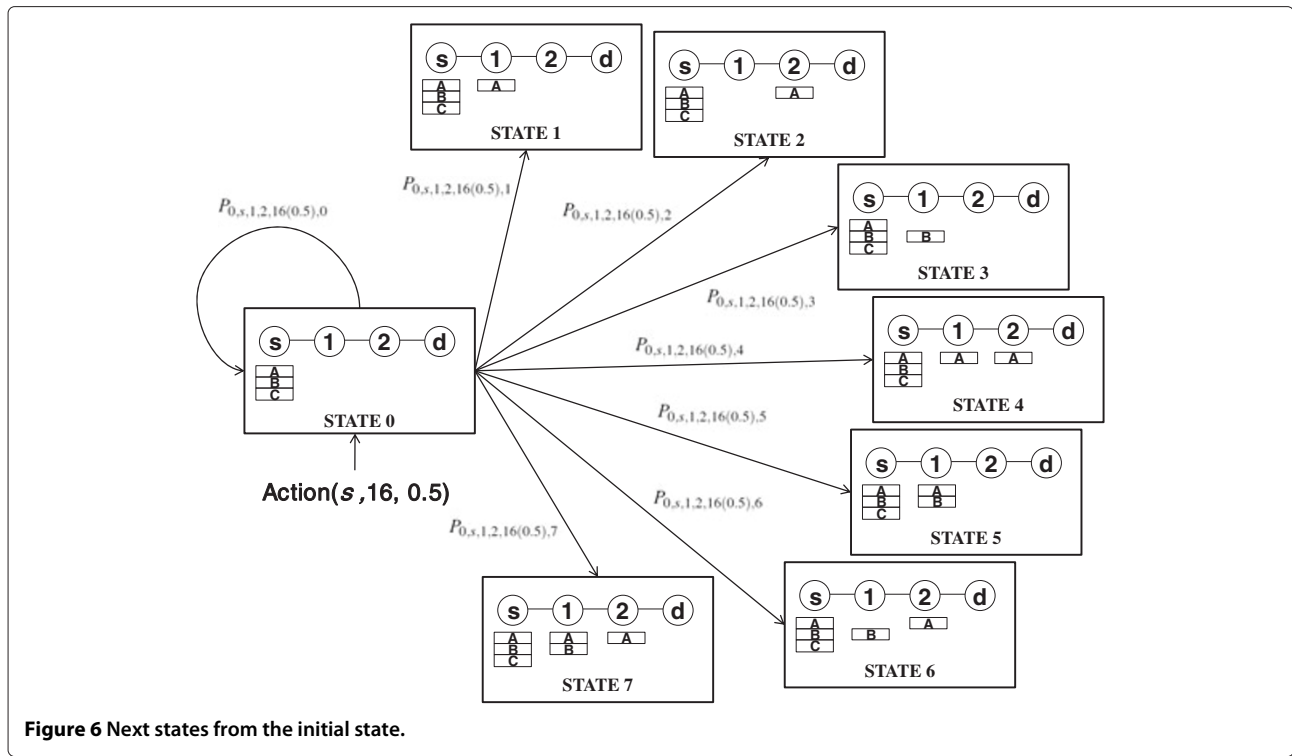 s 1 2 d
A A
B
C
STATE 1
s 1 2 d
A A
B
C
STATE 2
P0,s,1,2,16(0.5),0
P0,s,1,2,16(0.5),1
P0,s,1,2,16(0.5),2
s 1 2 d
A
B B
C
STATE 3
P0,s,1,2,16(0.5),3
s 1 2 d
A A A
B
C
STATE 4
P0,s,1,2,16(0.5),4
s 1 2 d
A
B
C
STATE 0
Action(s ,16, 0.5)
P0,s,1,2,16(0.5),5
s 1 2 d
A A
B B
C
STATE 5
P0,s,1,2,16(0.5),6
P0,s,1,2,16(0.5),7
s 1 2 d
A A
B B
C
STATE 6
s 1 2 d
A A A
B B
C
STATE 7
Figure 6 Next states from the initial state.